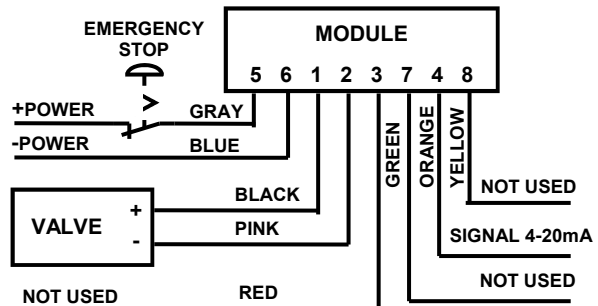 EMERGENCY
STOP
MODULE
5 6 1 2 3 7 4 8
+POWER
GRAY
-POWER
BLUE
GREEN
ORANGE
YELLOW
BLACK
NOT USED
VALVE
+
-
PINK
SIGNAL 4-20mA
NOT USED
RED
NOT USED